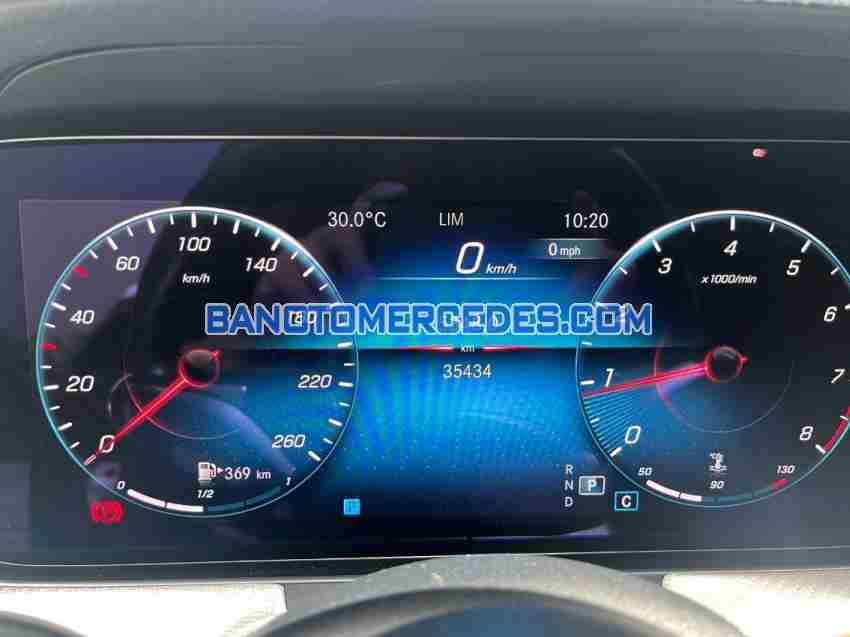 30.0°C LIM 10:20
0 km/h 0 mph
0 20 40 60 100 140 180 220 260
km/h
0 1 2 3 4 5 6 7 8
x1000/min
BANOTOMERCEDES.COM
km
35434
369 km
0 1/2 1
R
N P
D
C
P
°C
50 90 130